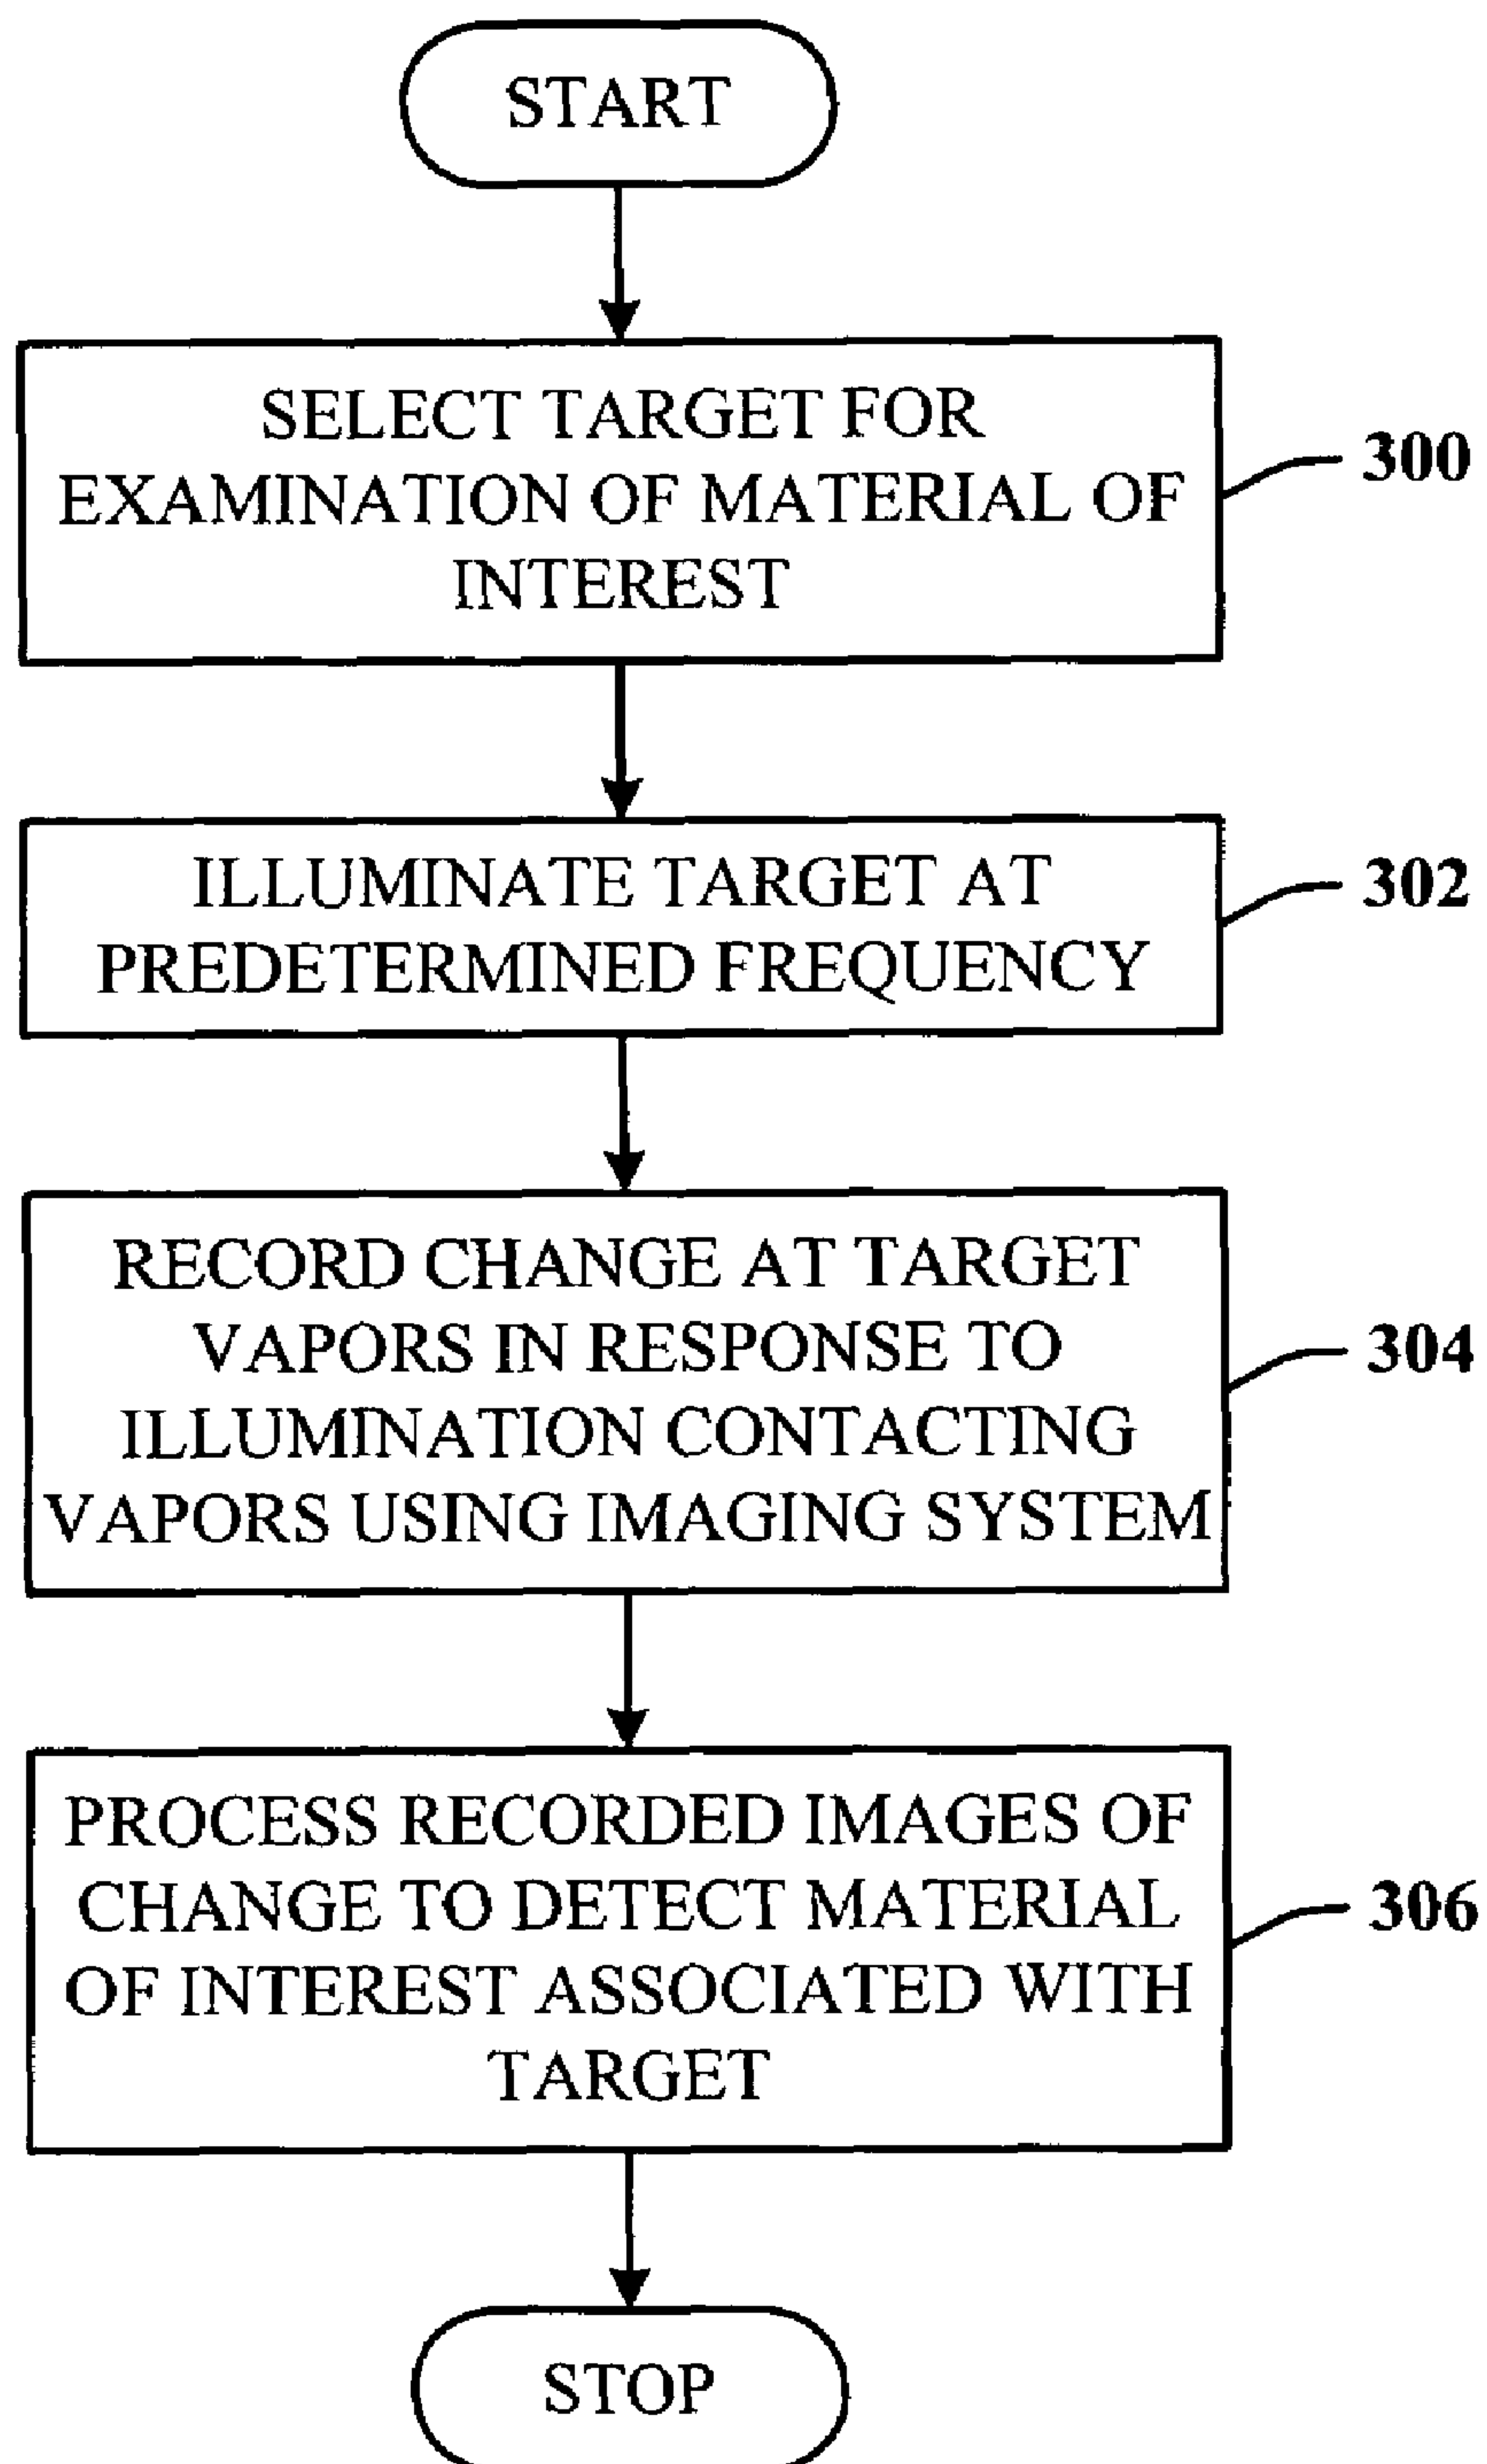 START
SELECT TARGET FOR
EXAMINATION OF MATERIAL OF
INTEREST
300
ILLUMINATE TARGET AT
PREDETERMINED FREQUENCY
302
RECORD CHANGE AT TARGET
VAPORS IN RESPONSE TO
ILLUMINATION CONTACTING
VAPORS USING IMAGING SYSTEM
304
PROCESS RECORDED IMAGES OF
CHANGE TO DETECT MATERIAL
OF INTEREST ASSOCIATED WITH
TARGET
306
STOP